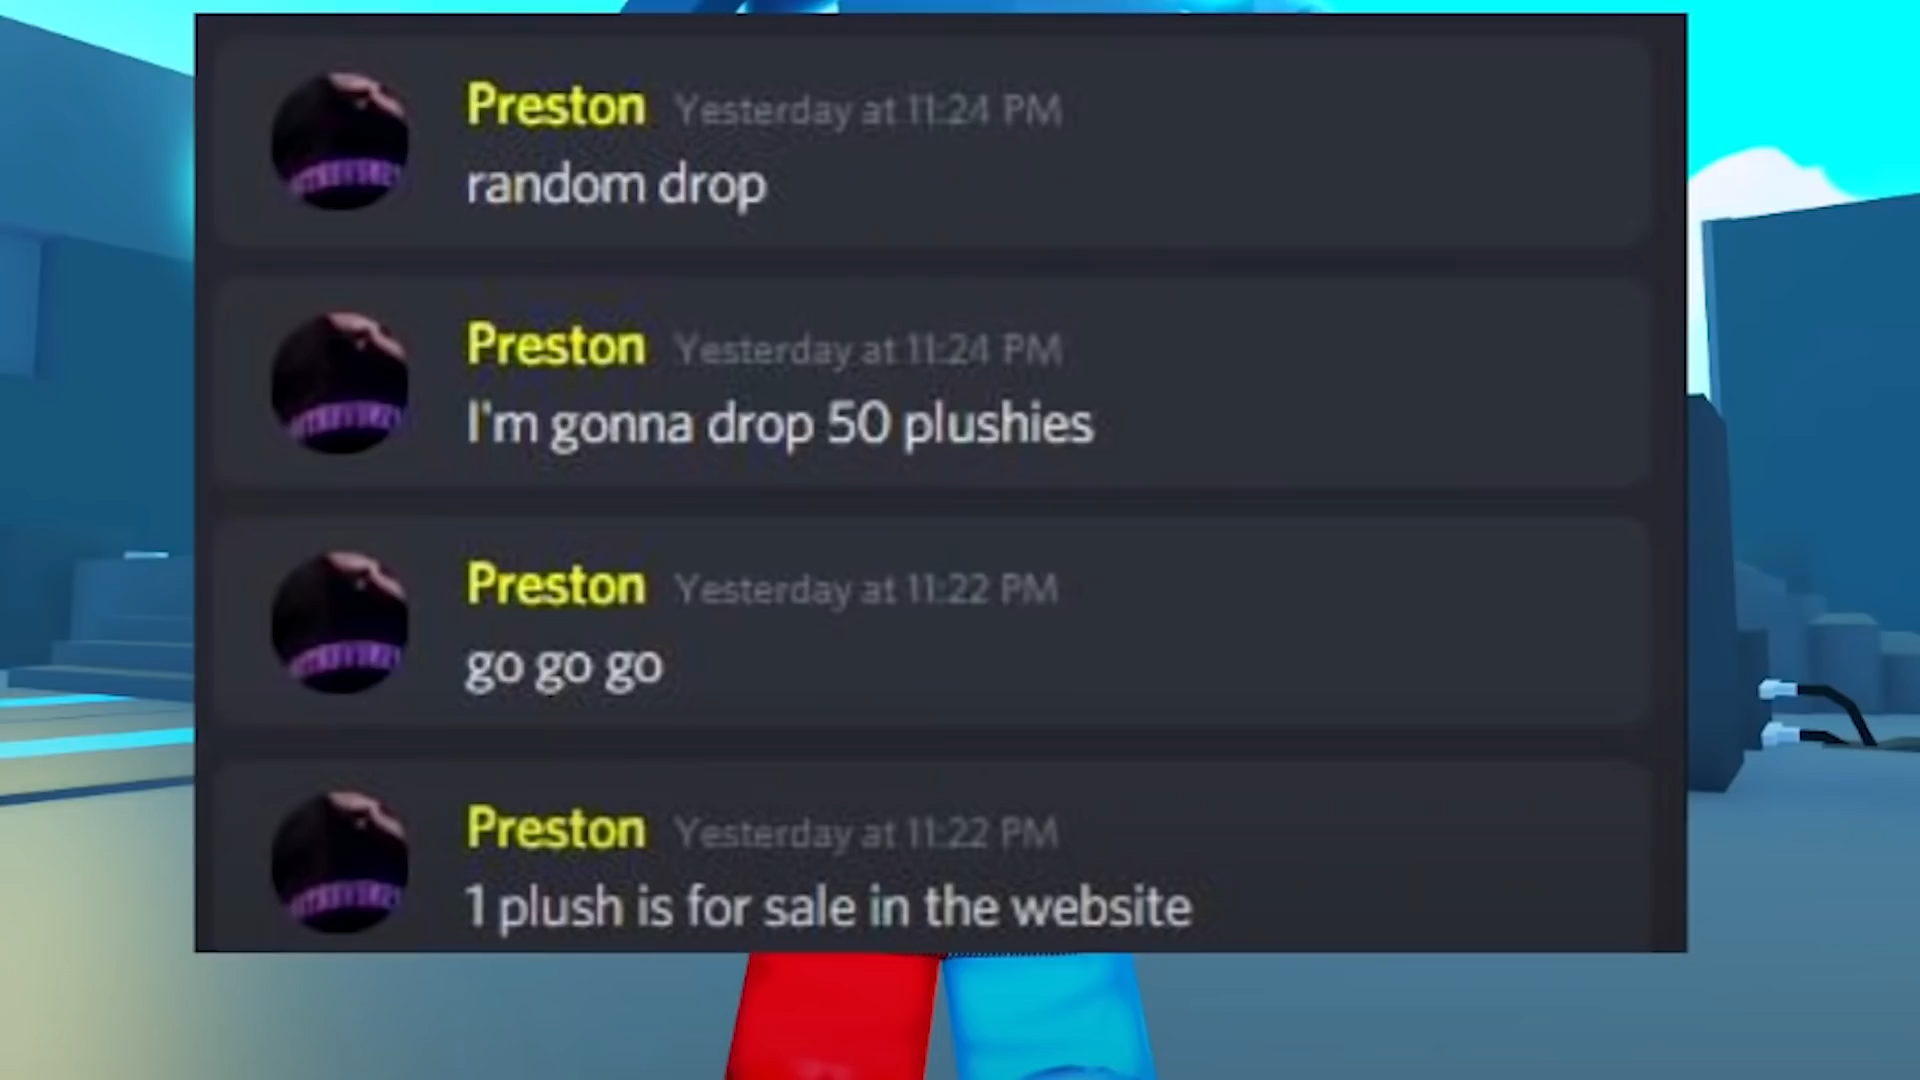 Preston Yesterday at 11:24 PM
random drop
Preston Yesterday at 11:24 PM
I'm gonna drop 50 plushies
Preston Yesterday at 11:22 PM
go go go
Preston Yesterday at 11:22 PM
1 plush is for sale in the website